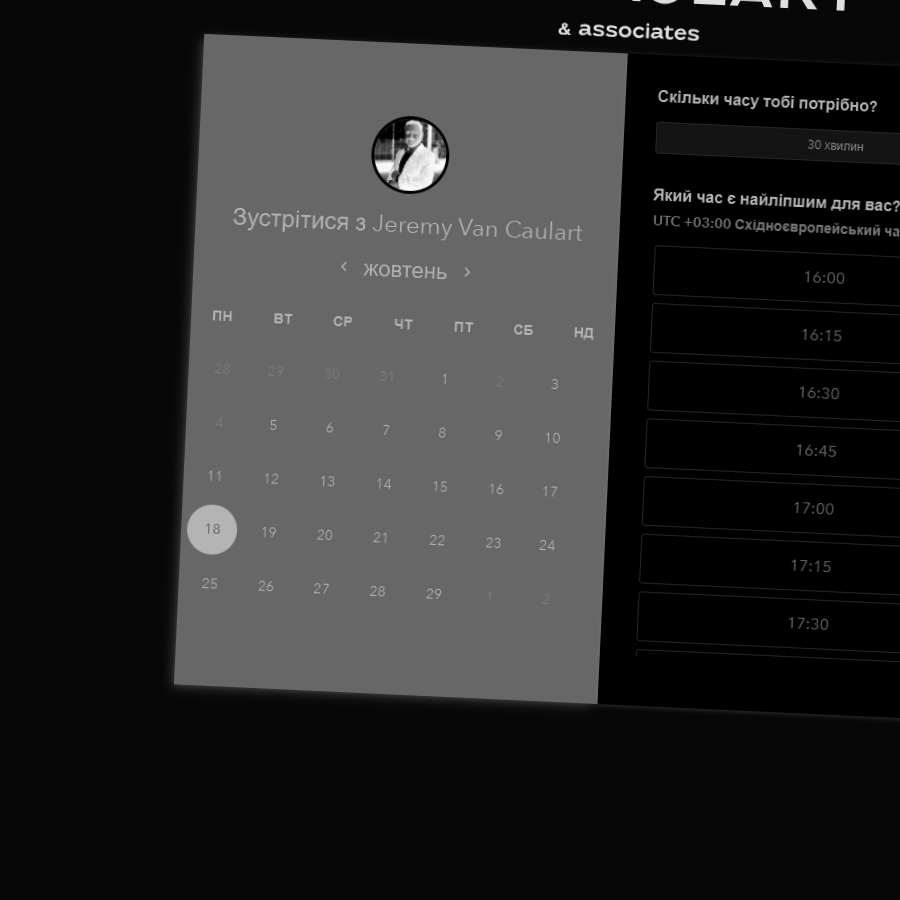 & associates
Зустрітися з Jeremy Van Caulart
жовтень
ПН ВТ СР ЧТ ПТ СБ НД
28 29 30 31 1 2 3
4 5 6 7 8 9 10
11 12 13 14 15 16 17
18 19 20 21 22 23 24
25 26 27 28 29 1 2
Скільки часу тобі потрібно?
30 хвилин
Який час є найліпшим для вас?
UTC +03:00 Східноєвропейський
16:00
16:15
16:30
16:45
17:00
17:15
17:30